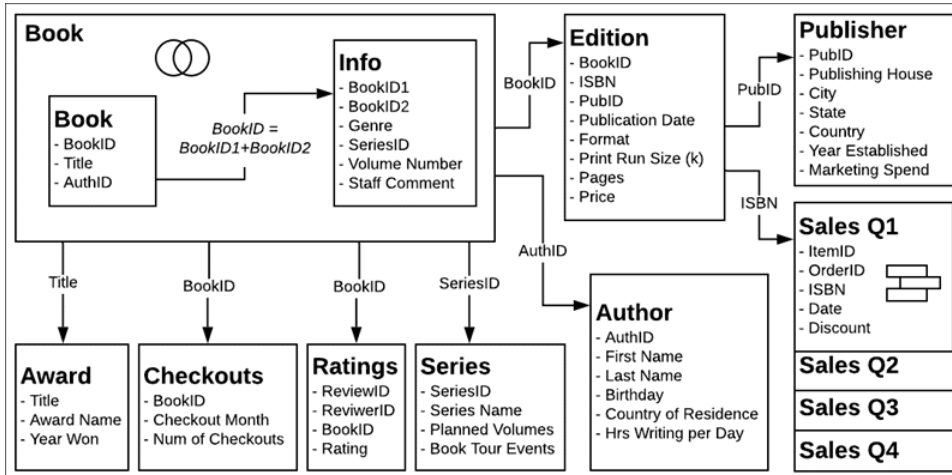 Book
Book
- BookID
- Title
- AuthID
BookID =
BookID1+BookID2
Info
- BookID1
- BookID2
- Genre
- SeriesID
- Volume Number
- Staff Comment
BookID
Edition
- BookID
- ISBN
- PubID
- Publication Date
- Format
- Print Run Size (k)
- Pages
- Price
PubID
Publisher
- PubID
- Publishing House
- City
- State
- Country
- Year Established
- Marketing Spend
ISBN
Sales Q1
- ItemID
- OrderID
- ISBN
- Date
- Discount
Sales Q2
Sales Q3
Sales Q4
Title
BookID
BookID
SeriesID
AuthID
Award
- Title
- Award Name
- Year Won
Checkouts
- BookID
- Checkout Month
- Num of Checkouts
Ratings
- ReviewID
- ReviwerID
- BookID
- Rating
Series
- SeriesID
- Series Name
- Planned Volumes
- Book Tour Events
Author
- AuthID
- First Name
- Last Name
- Birthday
- Country of Residence
- Hrs Writing per Day